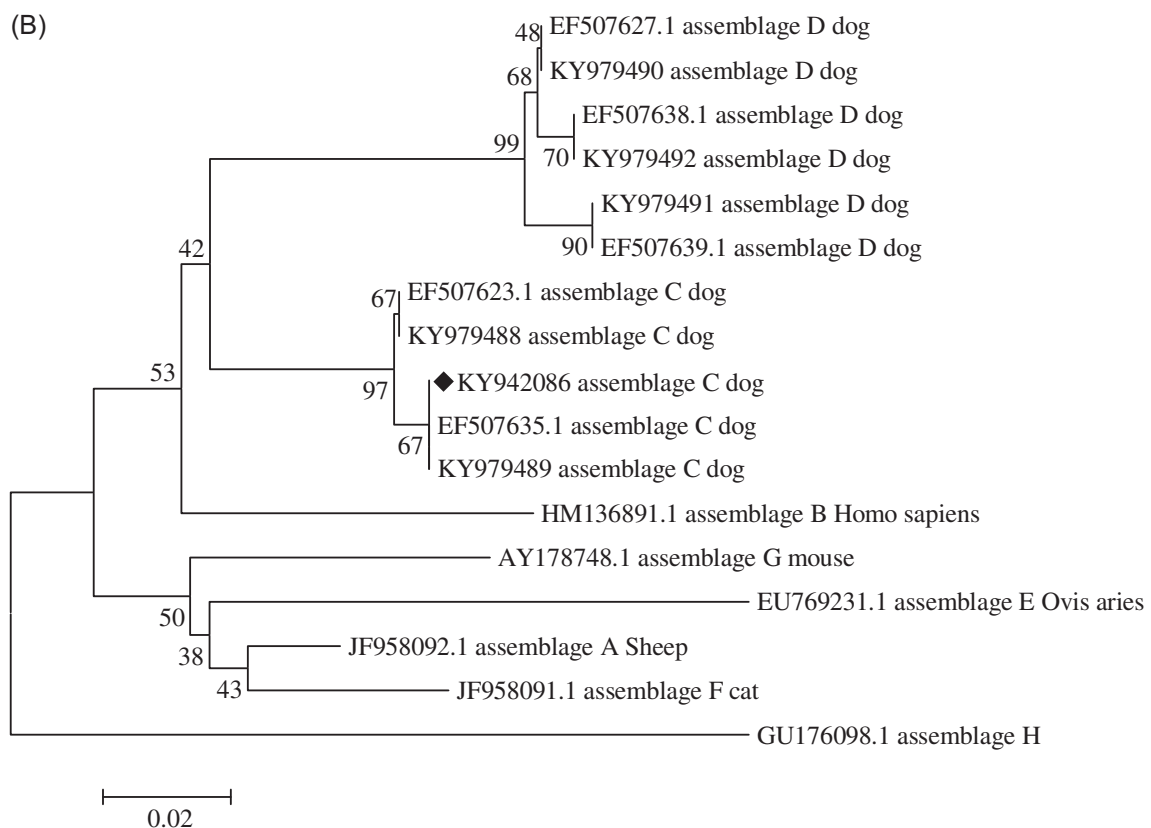 (B)
48
EF507627.1 assemblage D dog
KY979490 assemblage D dog
68
EF507638.1 assemblage D dog
99
70
KY979492 assemblage D dog
KY979491 assemblage D dog
90
EF507639.1 assemblage D dog
42
67
EF507623.1 assemblage C dog
KY979488 assemblage C dog
53
97
◆KY942086 assemblage C dog
EF507635.1 assemblage C dog
67
KY979489 assemblage C dog
HM136891.1 assemblage B Homo sapiens
AY178748.1 assemblage G mouse
50
EU769231.1 assemblage E Ovis aries
38
JF958092.1 assemblage A Sheep
43
JF958091.1 assemblage F cat
GU176098.1 assemblage H
0.02